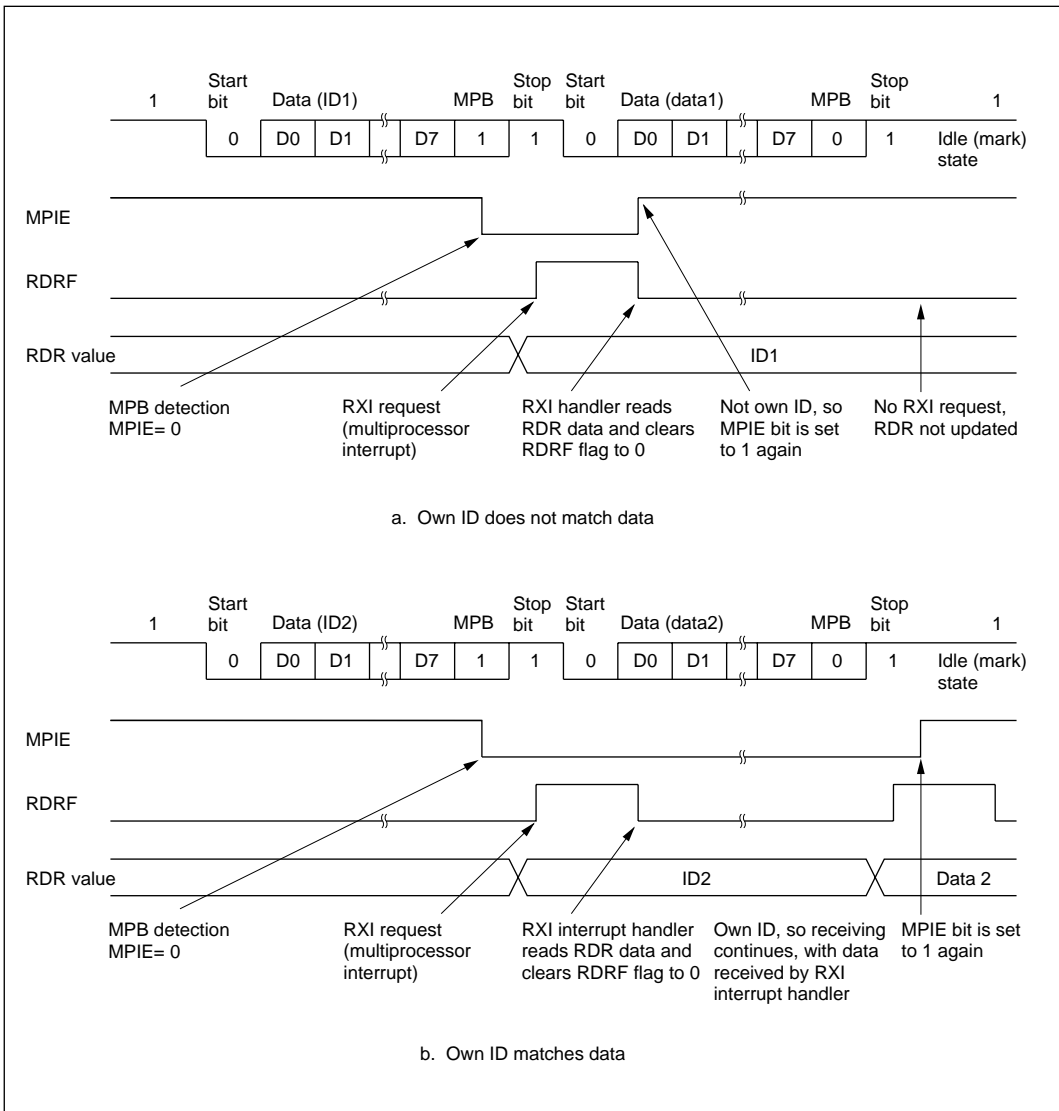 Start Stop Start Stop
1 bit Data (ID1) MPB bit bit Data (data1) MPB bit 1
0 D0 D1 D7 1 1 0 D0 D1 D7 0 1 Idle (mark)
state
MPIE
RDRF
RDR value ID1
MPB detection
MPIE= 0
RXI request
(multiprocessor
interrupt)
RXI handler reads
RDR data and clears
RDRF flag to 0
Not own ID, so
MPIE bit is set
to 1 again
No RXI request,
RDR not updated
a. Own ID does not match data
Start Stop Start Stop
1 bit Data (ID2) MPB bit bit Data (data2) MPB bit 1
0 D0 D1 D7 1 1 0 D0 D1 D7 0 1 Idle (mark)
state
MPIE
RDRF
RDR value ID2 Data 2
MPB detection
MPIE= 0
RXI request
(multiprocessor
interrupt)
RXI interrupt handler
reads RDR data and
clears RDRF flag to 0
Own ID, so receiving
continues, with data
received by RXI
interrupt handler
MPIE bit is set
to 1 again
b. Own ID matches data